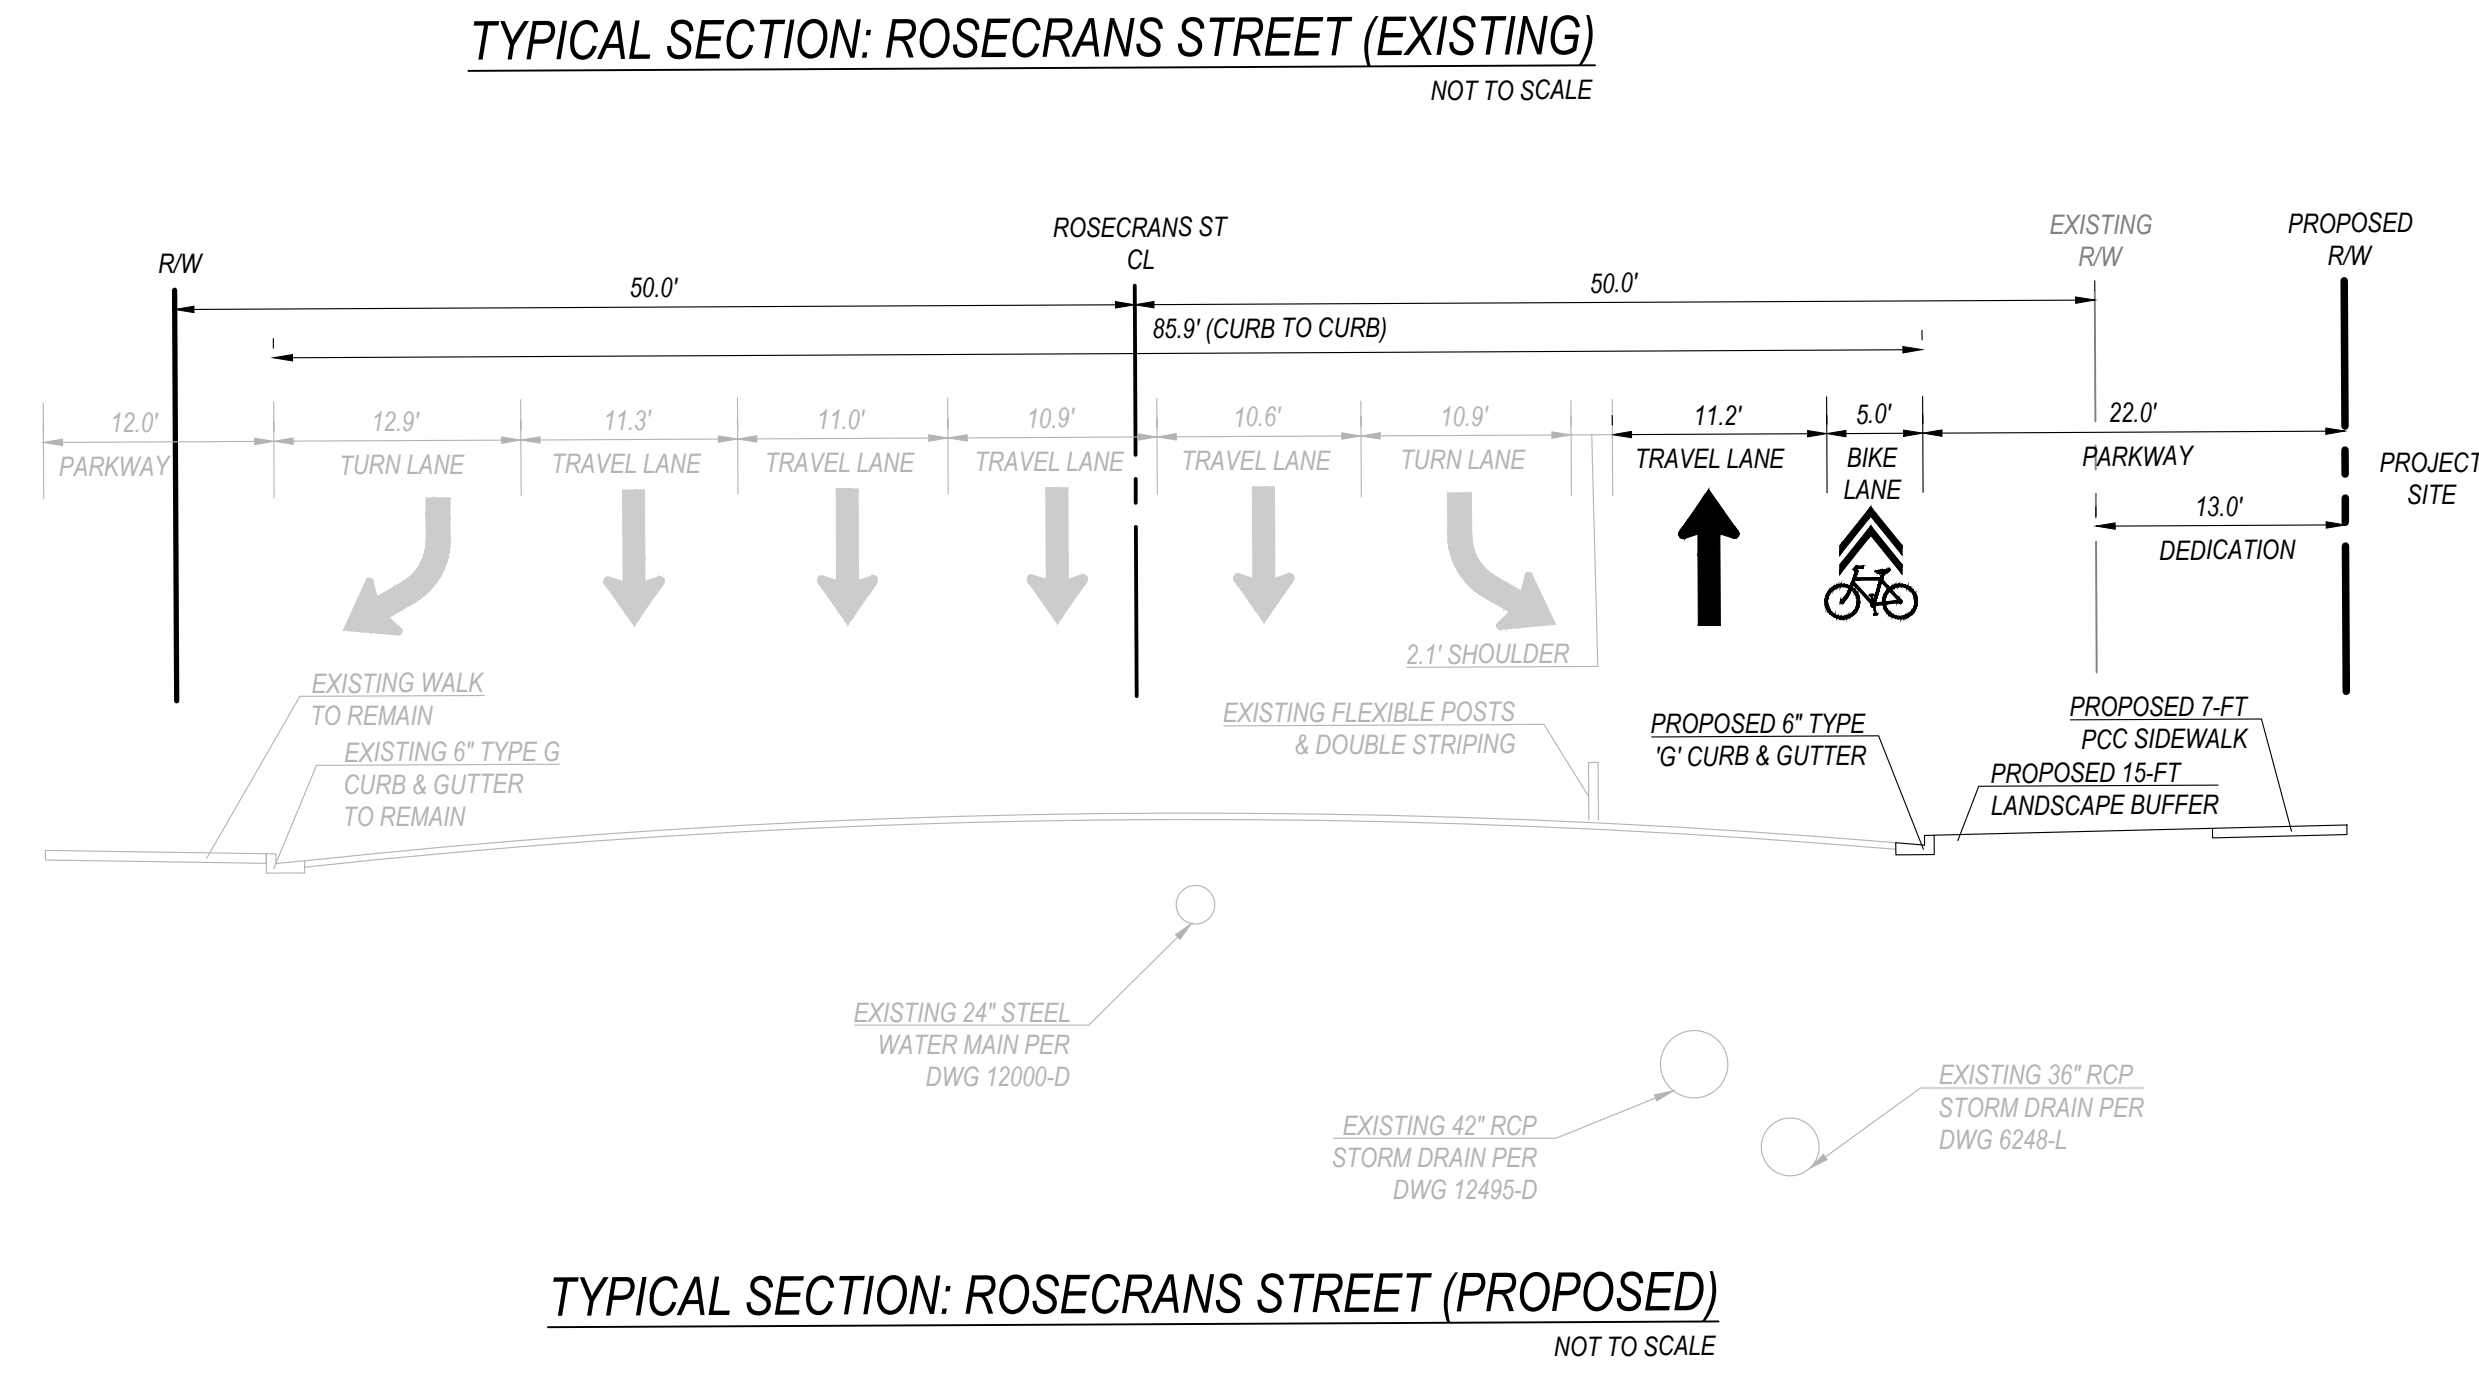 TYPICAL SECTION: ROSECRANS STREET (EXISTING)
NOT TO SCALE
R/W
ROSECRANS ST
CL
EXISTING
R/W
PROPOSED
R/W
50.0'
50.0'
85.9' (CURB TO CURB)
12.0'
PARKWAY
12.9'
TURN LANE
11.3'
TRAVEL LANE
11.0'
TRAVEL LANE
10.9'
TRAVEL LANE
10.6'
TRAVEL LANE
10.9'
TURN LANE
11.2'
TRAVEL LANE
5.0'
BIKE
LANE
22.0'
PARKWAY
PROJECT
SITE
13.0'
DEDICATION
2.1' SHOULDER
EXISTING WALK
TO REMAIN
EXISTING 6" TYPE G
CURB & GUTTER
TO REMAIN
EXISTING FLEXIBLE POSTS
& DOUBLE STRIPING
PROPOSED 6" TYPE
'G' CURB & GUTTER
PROPOSED 7-FT
PCC SIDEWALK
PROPOSED 15-FT
LANDSCAPE BUFFER
EXISTING 24" STEEL
WATER MAIN PER
DWG 12000-D
EXISTING 42" RCP
STORM DRAIN PER
DWG 12495-D
EXISTING 36" RCP
STORM DRAIN PER
DWG 6248-L
TYPICAL SECTION: ROSECRANS STREET (PROPOSED)
NOT TO SCALE